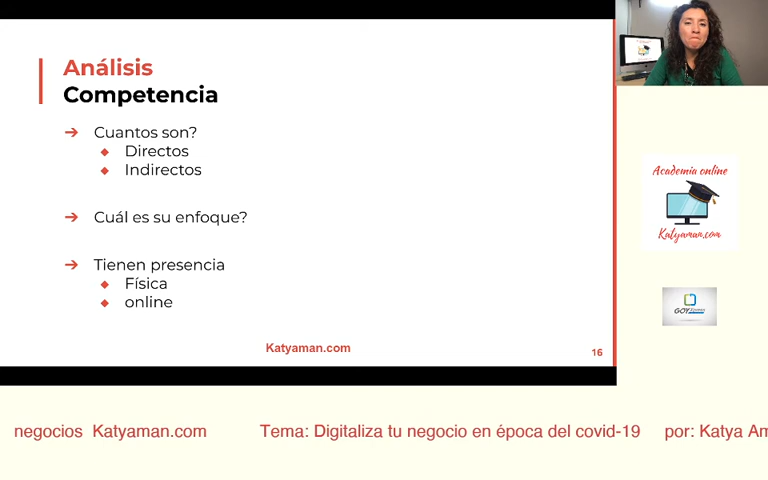 Análisis
Competencia
➔ Cuantos son?
◆ Directos
◆ Indirectos
➔ Cuál es su enfoque?
➔ Tienen presencia
◆ Física
◆ online
Katyaman.com
16
Academia online
Katyaman.com
negocios Katyaman.com Tema: Digitaliza tu negocio en época del covid-19 por: Katya Am